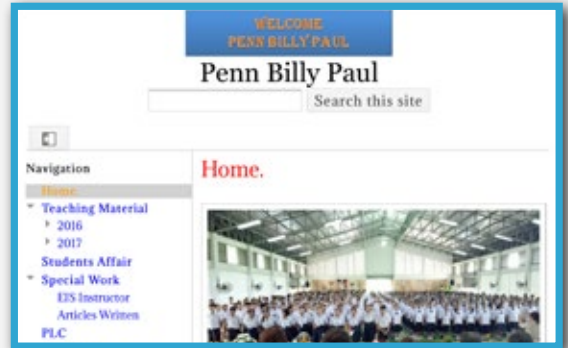 WELCOME
PENN BILLY PAUL
Penn Billy Paul
Search this site
Navigation
Home.
Home.
Teaching Material
2016
2017
Students Affair
Special Work
EIS Instructor
Articles Written
PLC